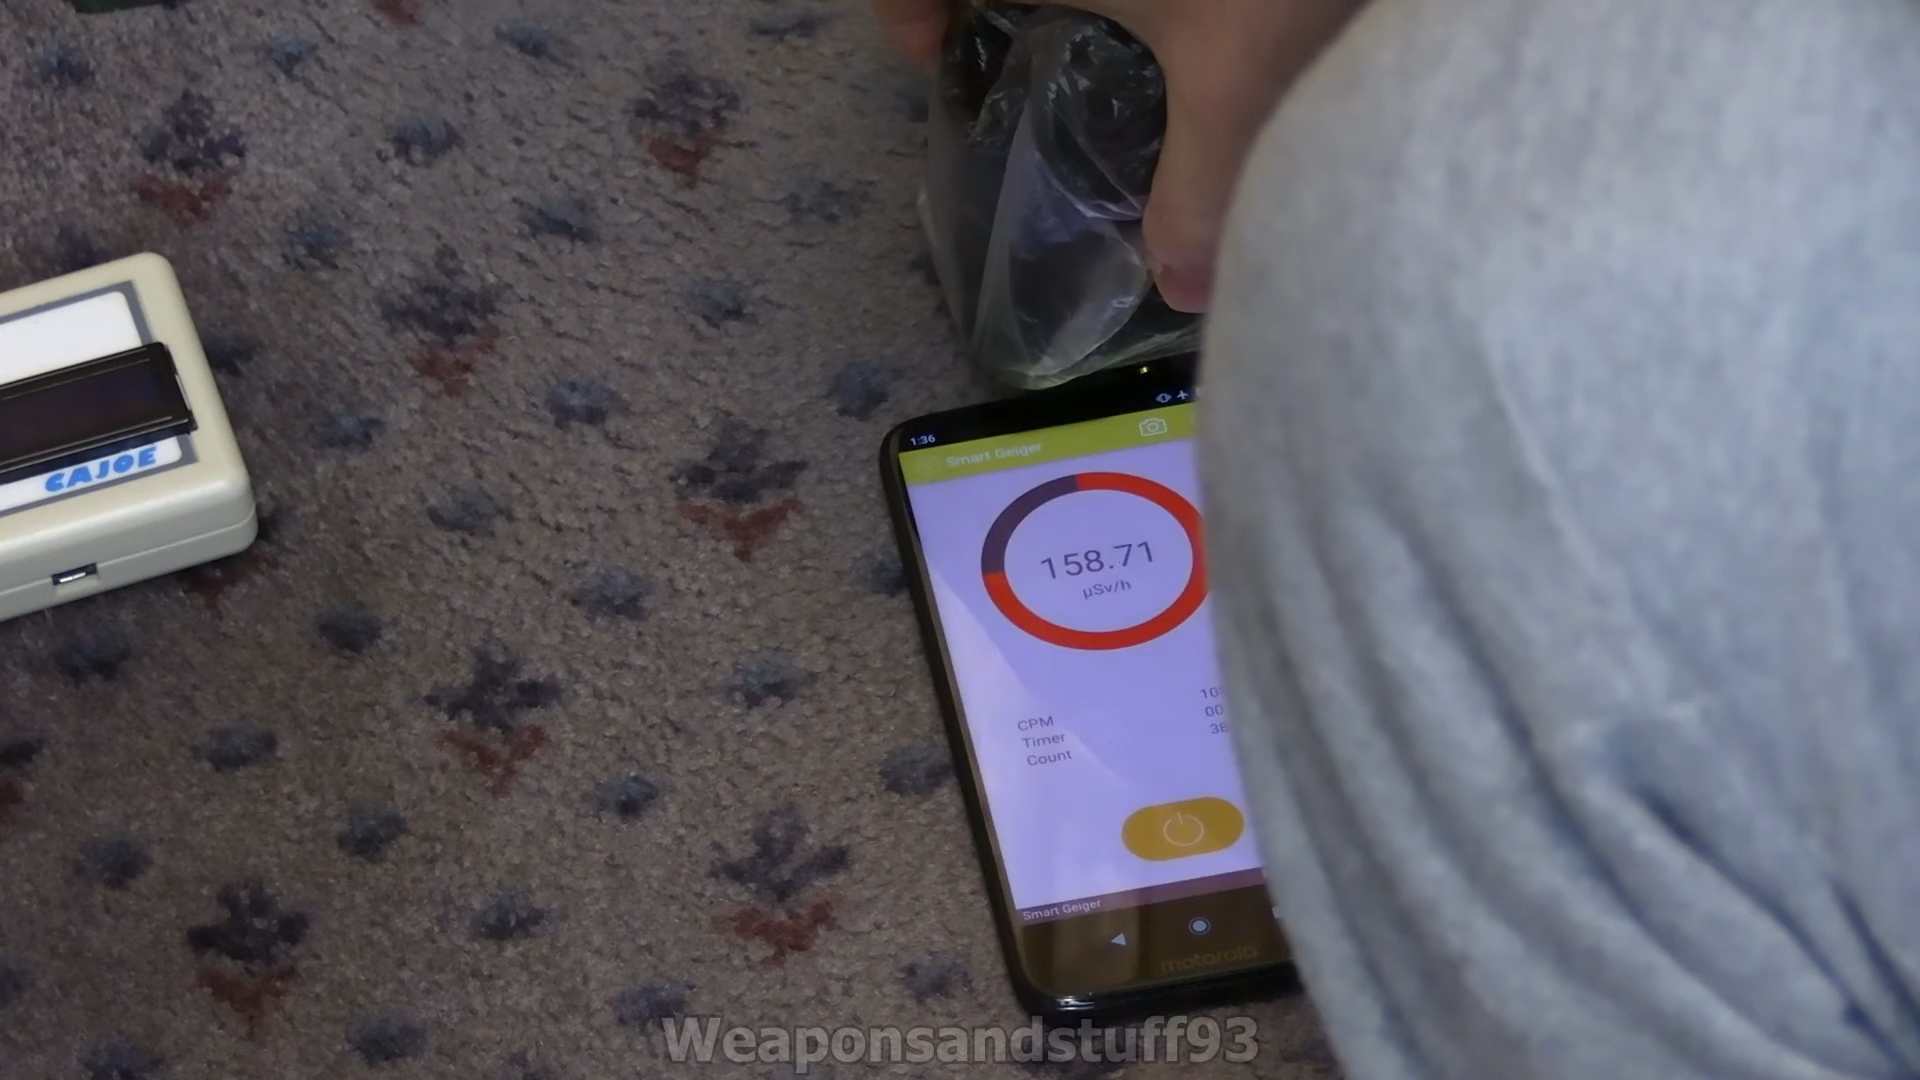 CAJOE
1:36
Smart Geiger
158.71
µSv/h
CPM
Timer
Count
Smart Geiger
motorola
Weaponsandstuff93